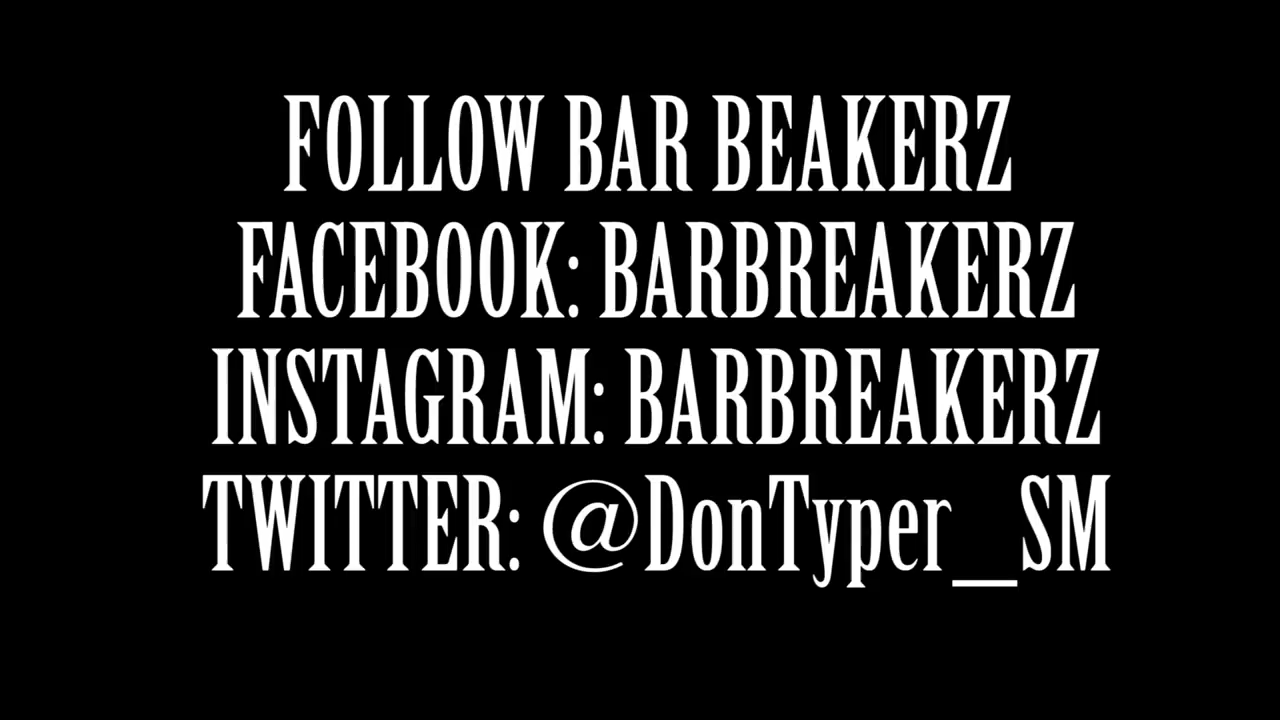 FOLLOW BAR BEAKERZ
FACEBOOK: BARBREAKERZ
INSTAGRAM: BARBREAKERZ
TWITTER: @DonTyper_SM